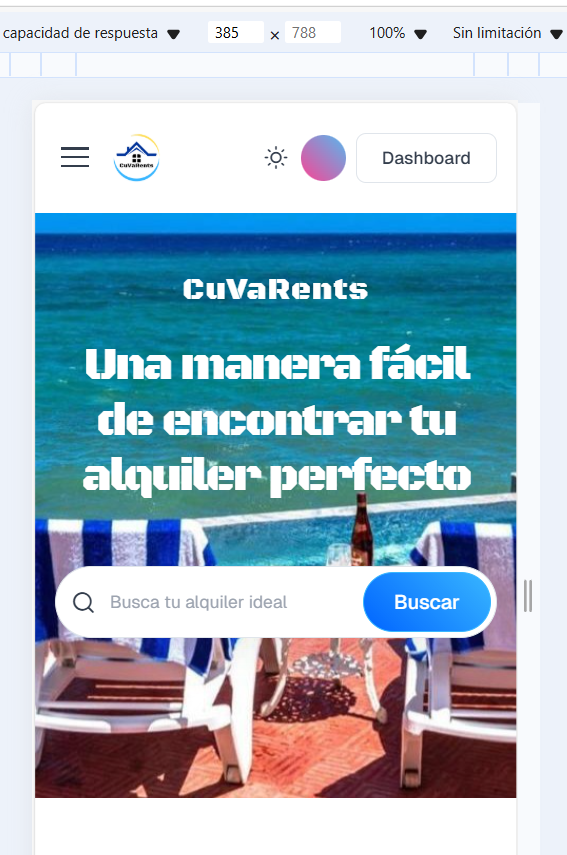 capacidad de respuesta ▼ 385 × 788 100% ▼ Sin limitación ▼
CuVaRents Dashboard
CuVaRents
Una manera fácil
de encontrar tu
alquiler perfecto
Busca tu alquiler ideal Buscar